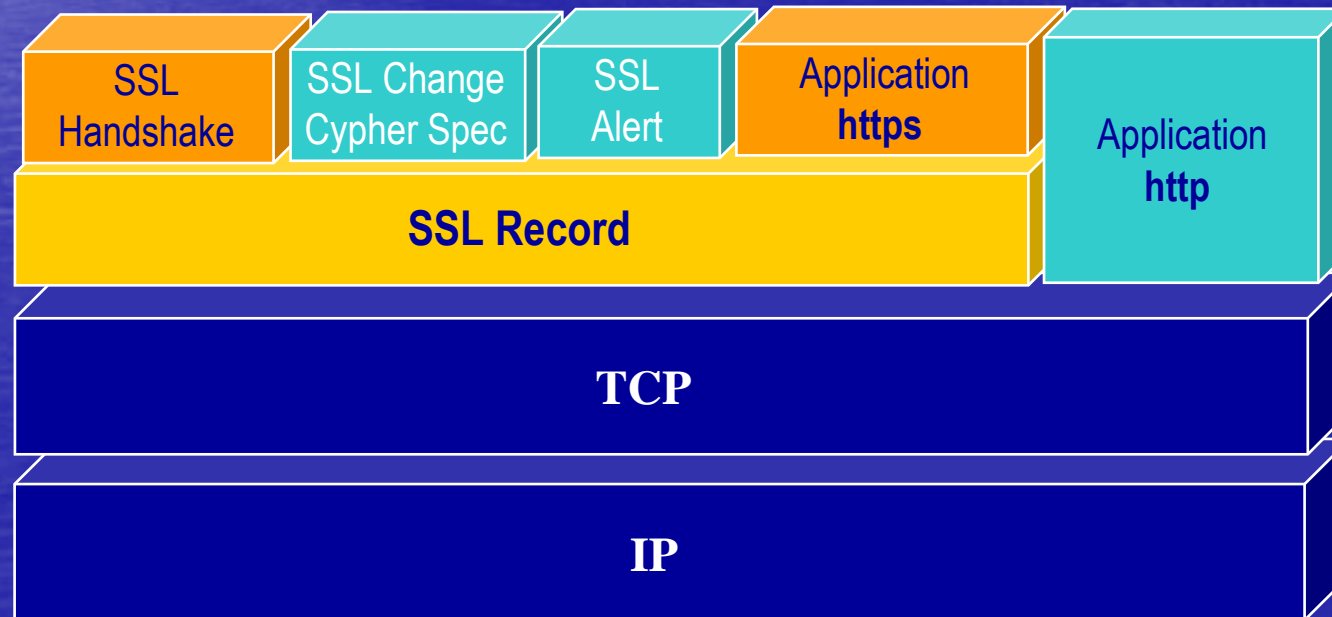 SSL
Handshake
SSL Change
Cypher Spec
SSL
Alert
Application
https
Application
http
SSL Record
TCP
IP